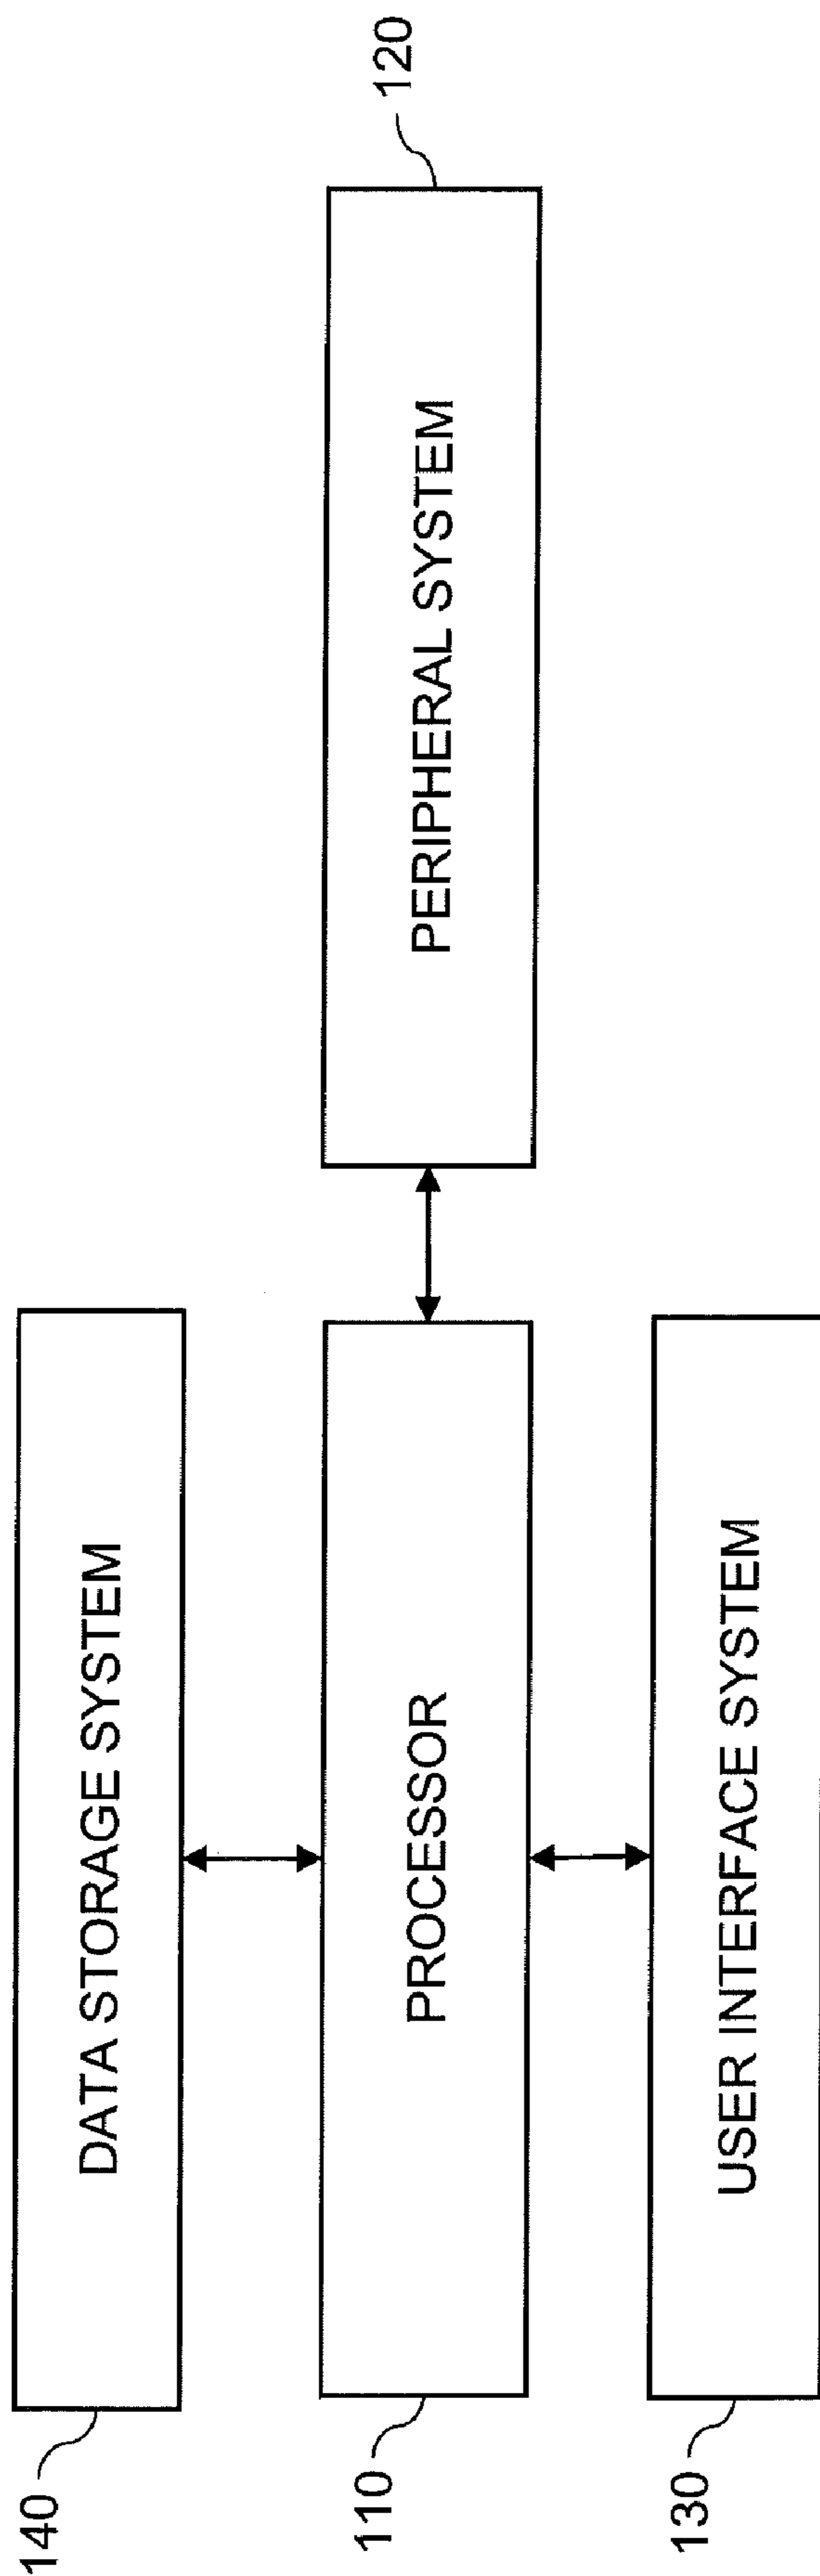 140
DATA STORAGE SYSTEM
110
PROCESSOR
PERIPHERAL SYSTEM
120
130
USER INTERFACE SYSTEM